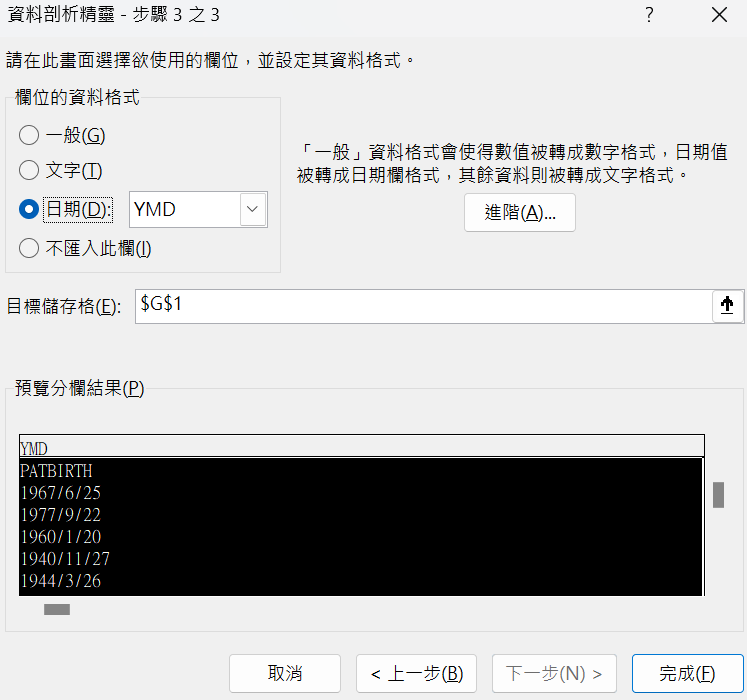 資料剖析精靈 - 步驟 3 之 3
?
請在此畫面選擇欲使用的欄位，並設定其資料格式。
欄位的資料格式
一般(G)
文字(T)
日期(D): YMD
不匯入此欄(I)
「一般」資料格式會使得數值被轉成數字格式，日期值
被轉成日期欄格式，其餘資料則被轉成文字格式。
進階(A)...
目標儲存格(E): $G$1
預覽分欄結果(P)
YMD
PATBIRTH
1967/6/25
1977/9/22
1960/1/20
1940/11/27
1944/3/26
取消 < 上一步(B) 下一步(N) > 完成(F)